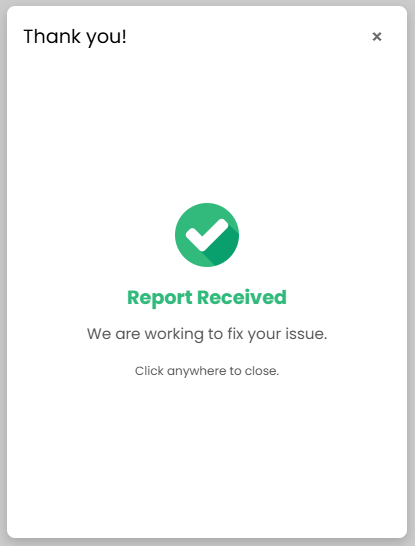 Thank you!
×
Report Received
We are working to fix your issue.
Click anywhere to close.